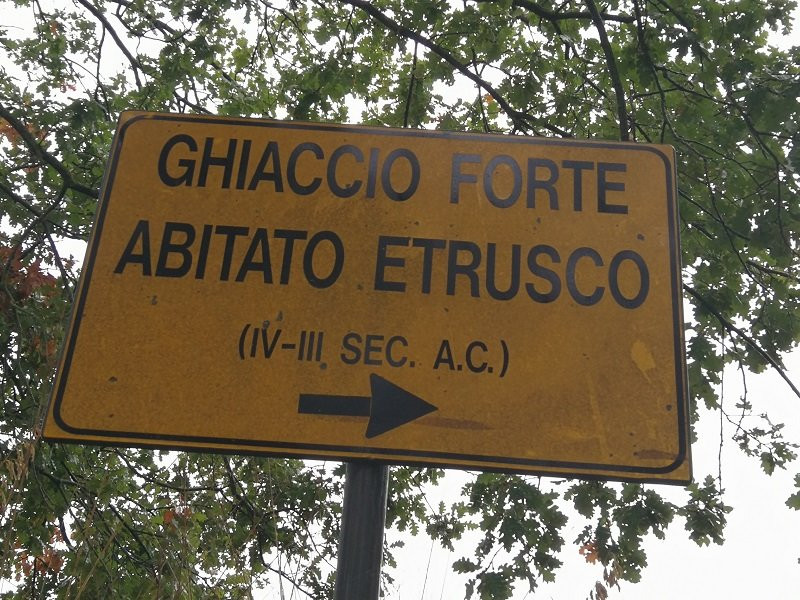 GHIACCIO FORTE
ABITATO ETRUSCO
(IV-III SEC. A.C.)